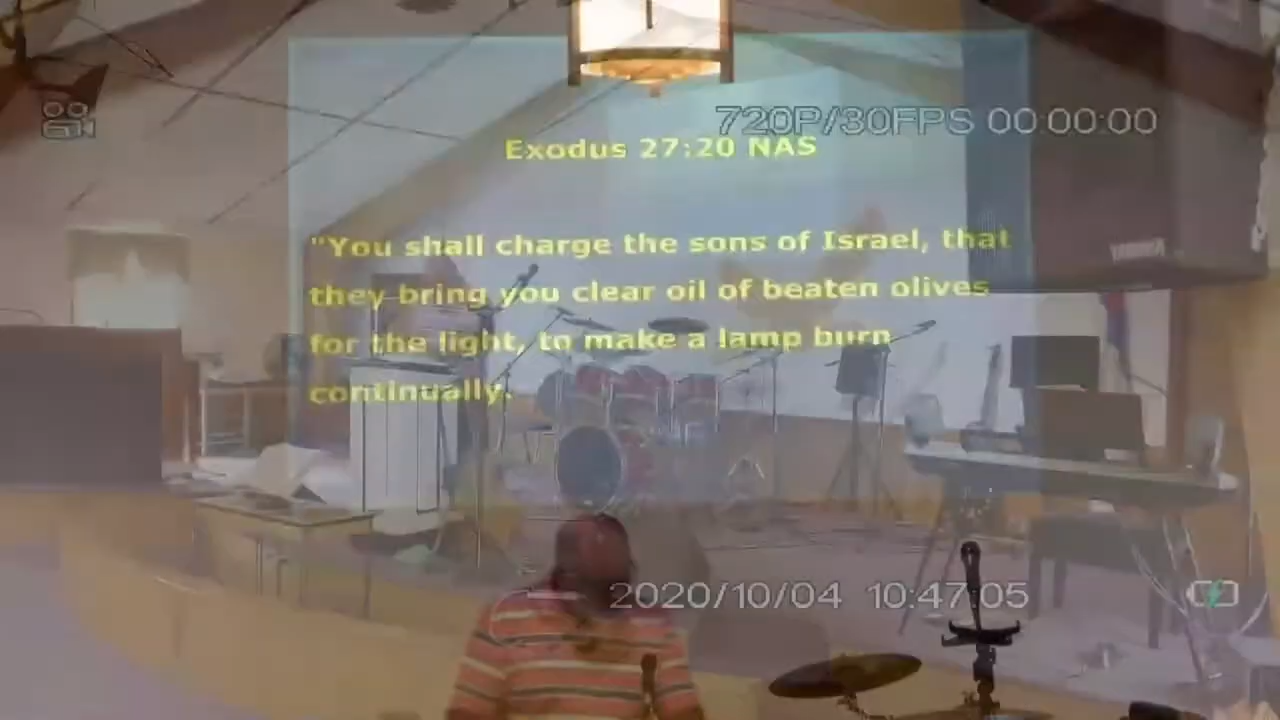 720P/30FPS 00:00:00
Exodus 27:20 NAS
"You shall charge the sons of Israel, that
they bring you clear oil of beaten olives
for the light, to make a lamp burn
continually.
YAMAHA
2020/10/04 10:47:05